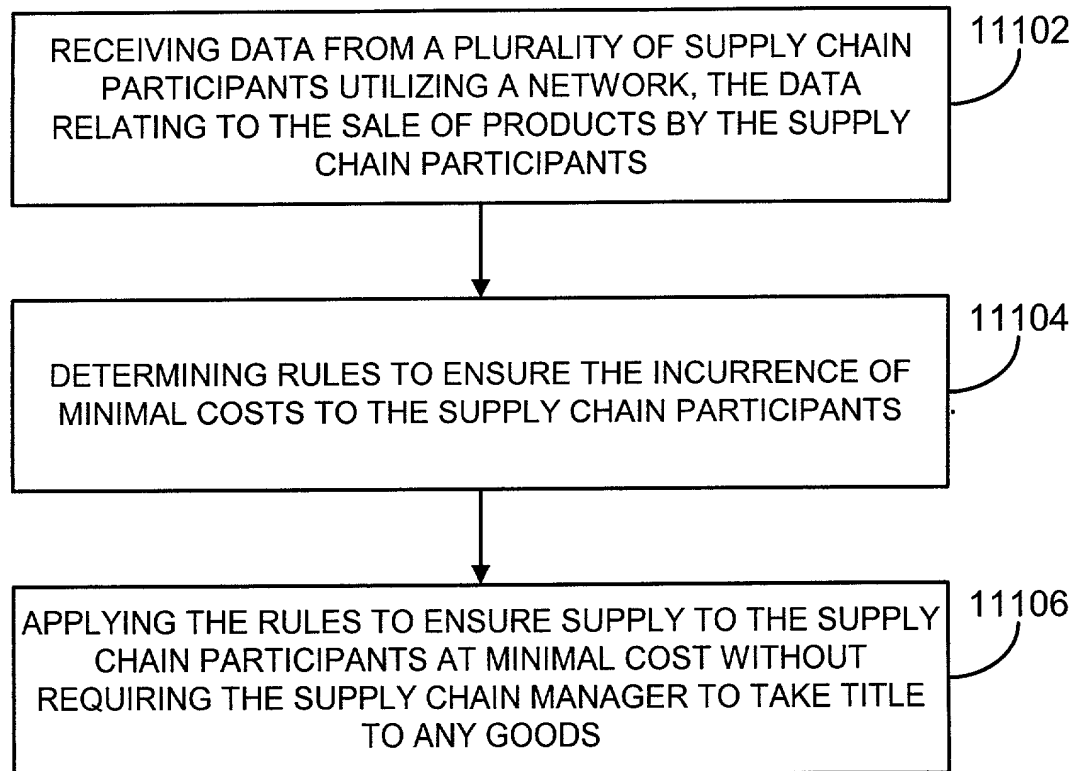 RECEIVING DATA FROM A PLURALITY OF SUPPLY CHAIN
PARTICIPANTS UTILIZING A NETWORK, THE DATA
RELATING TO THE SALE OF PRODUCTS BY THE SUPPLY
CHAIN PARTICIPANTS
11102
DETERMINING RULES TO ENSURE THE INCURRENCE OF
MINIMAL COSTS TO THE SUPPLY CHAIN PARTICIPANTS
11104
APPLYING THE RULES TO ENSURE SUPPLY TO THE SUPPLY
CHAIN PARTICIPANTS AT MINIMAL COST WITHOUT
REQUIRING THE SUPPLY CHAIN MANAGER TO TAKE TITLE
TO ANY GOODS
11106